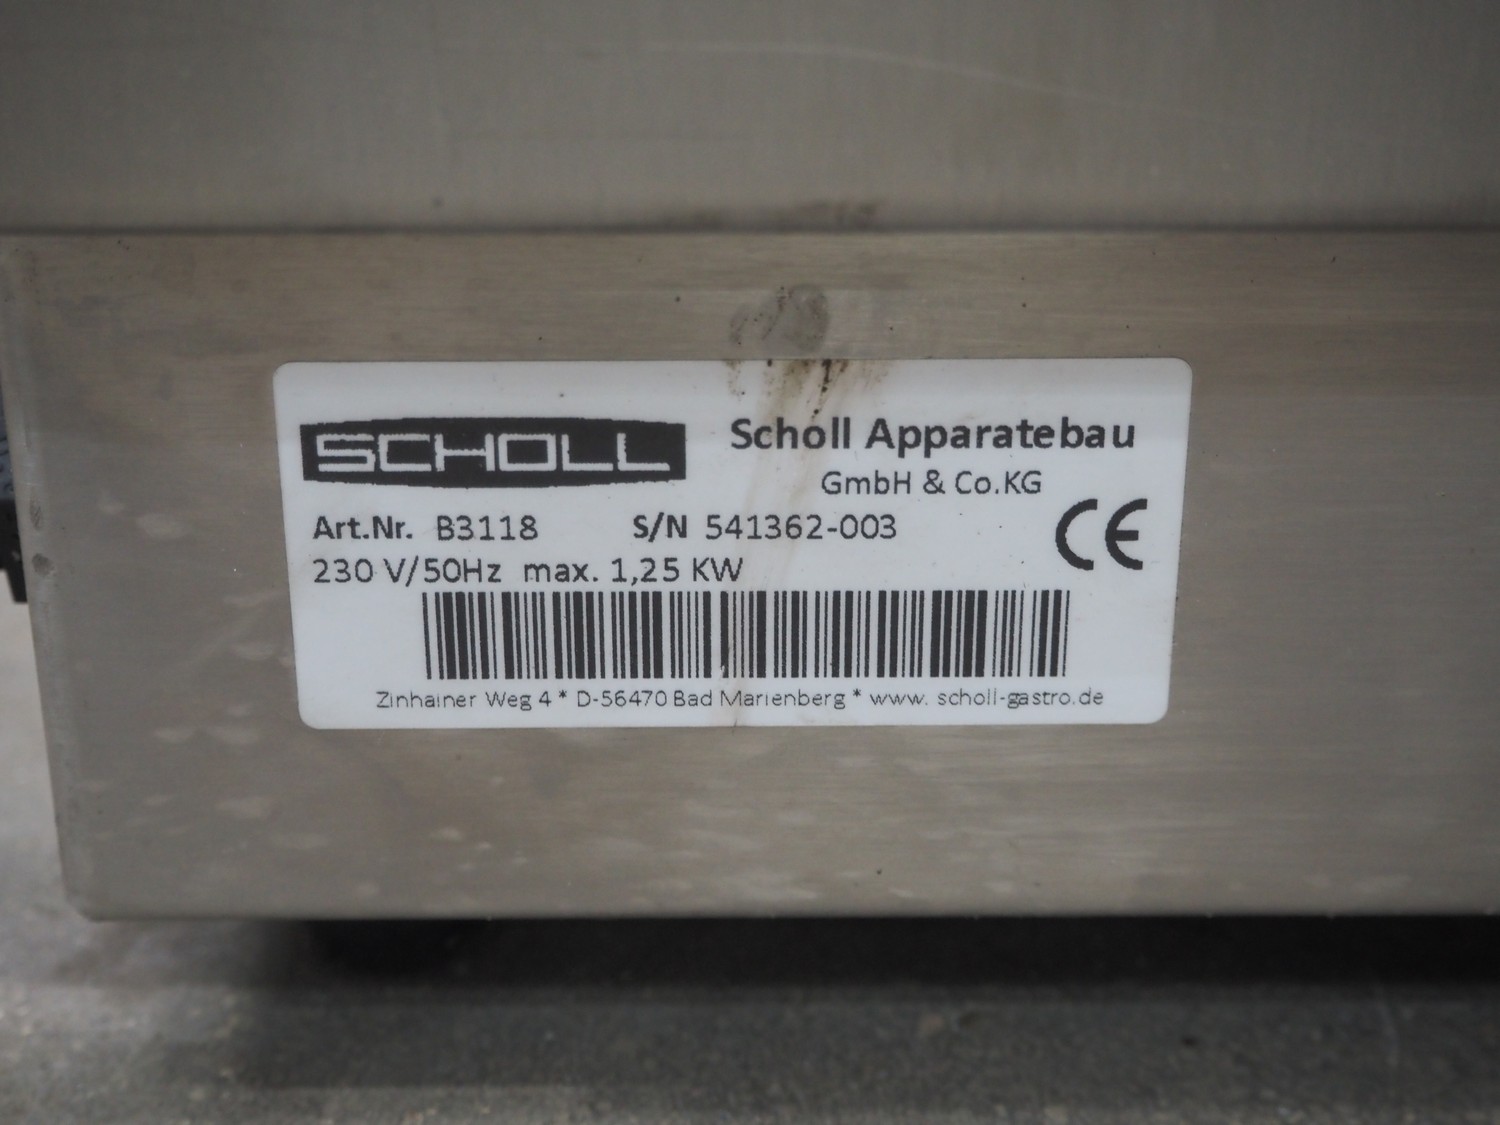 SCHOLL
Scholl Apparatebau
GmbH & Co.KG
Art.Nr. B3118 S/N 541362-003
CE
230 V/50Hz max. 1,25 KW
Zinhainer Weg 4 * D-56470 Bad Marienberg * www. scholl-gastro.de